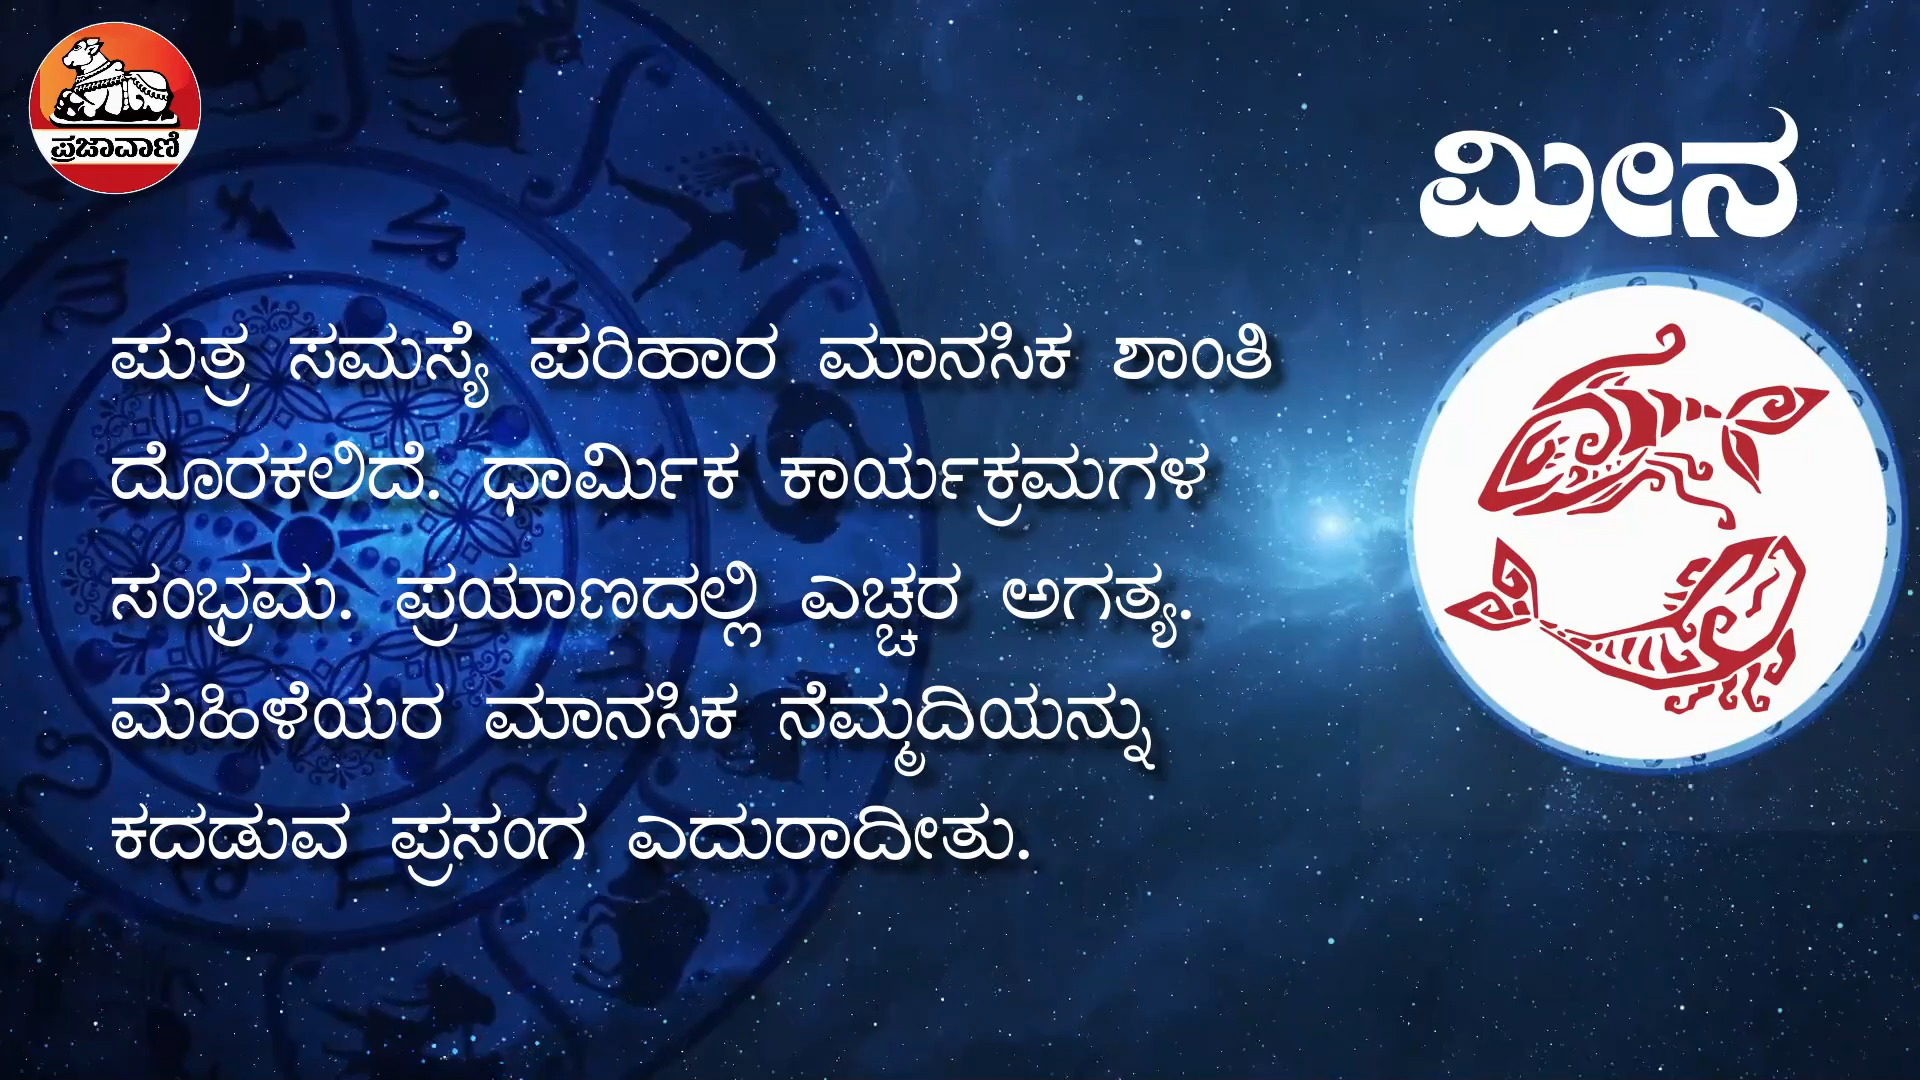 ಪ್ರಜಾವಾಣಿ
ಮೀನ
ಪುತ್ರ ಸಮಸ್ಯೆ ಪರಿಹಾರ ಮಾನಸಿಕ ಶಾಂತಿ
ದೊರಕಲಿದೆ. ಧಾರ್ಮಿಕ ಕಾರ್ಯಕ್ರಮಗಳ
ಸಂಭ್ರಮ. ಪ್ರಯಾಣದಲ್ಲಿ ಎಚ್ಚರ ಅಗತ್ಯ.
ಮಹಿಳೆಯರ ಮಾನಸಿಕ ನೆಮ್ಮದಿಯನ್ನು
ಕದಡುವ ಪ್ರಸಂಗ ಎದುರಾದೀತು.